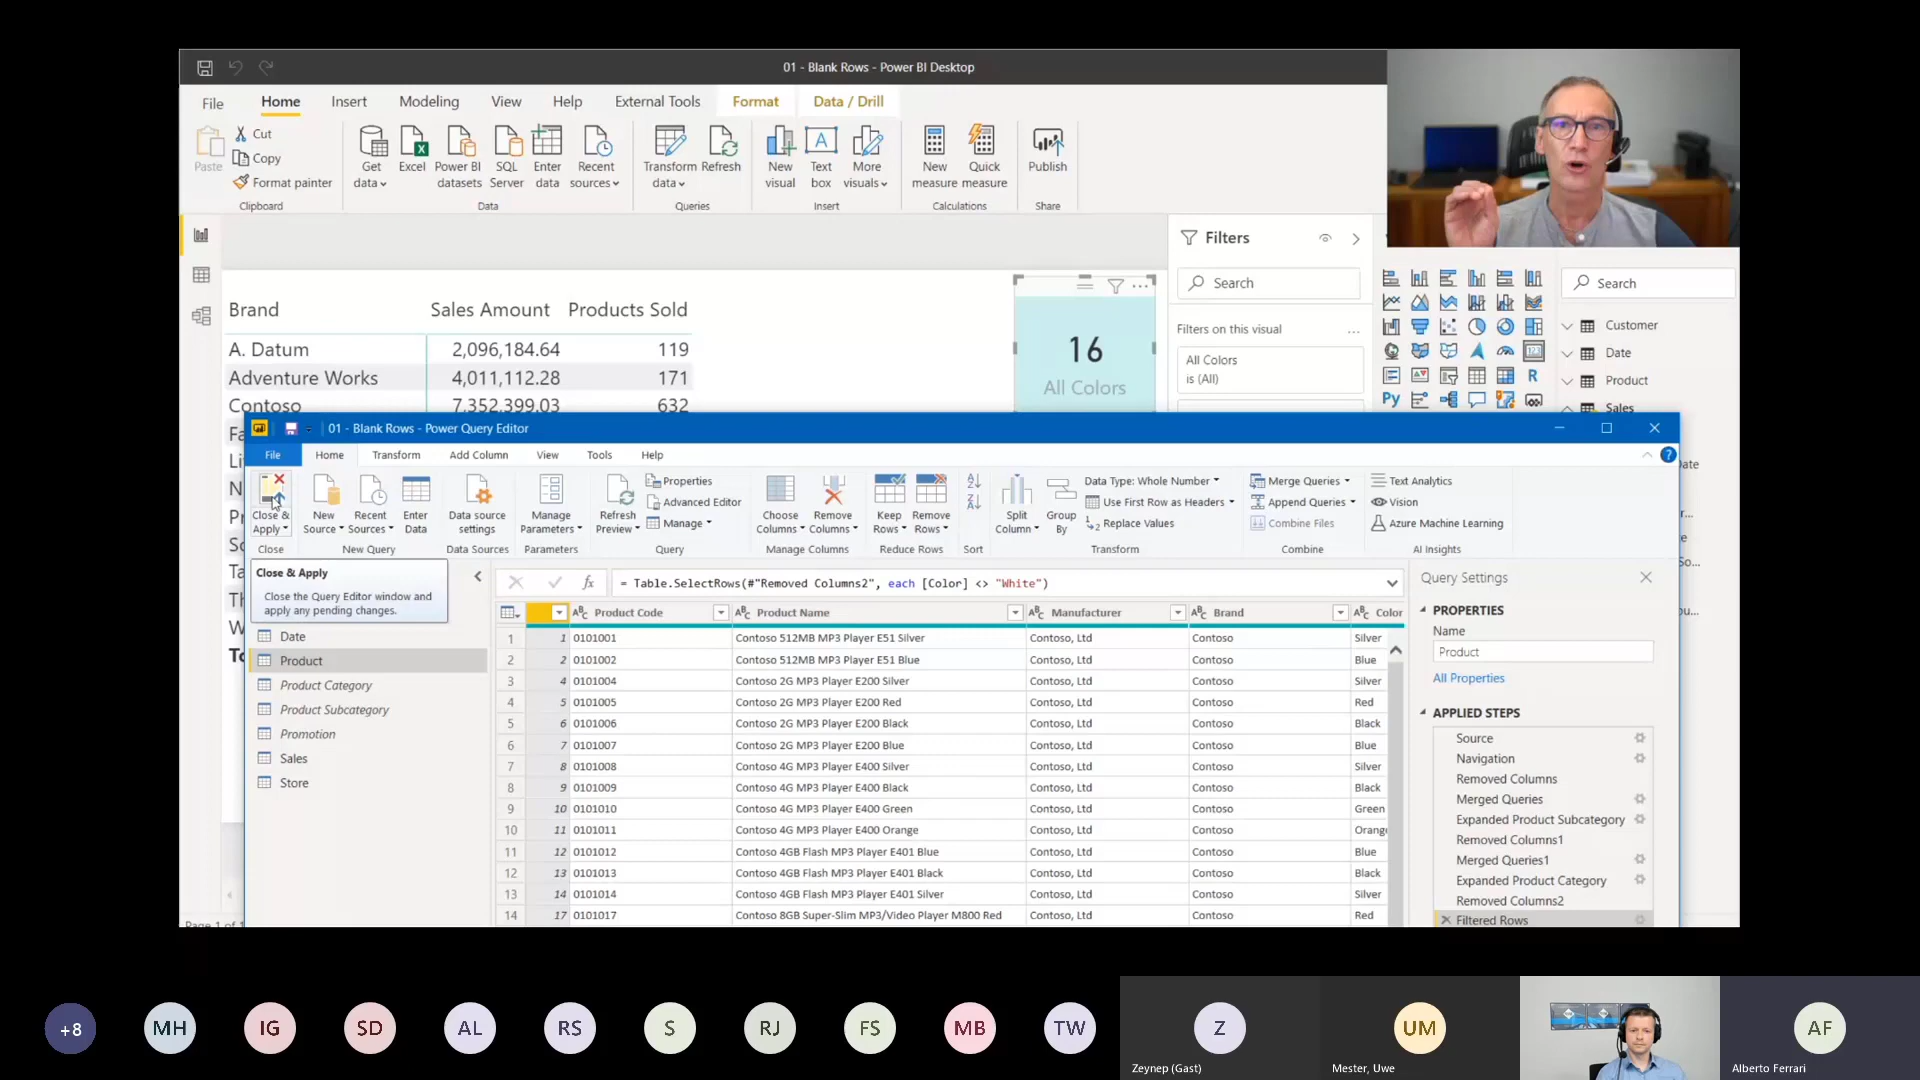 01 - Blank Rows - Power BI Desktop
File Home Insert Modeling View Help External Tools Format Data / Drill
Paste
Cut
Copy
Format painter
Get data
Excel
Power BI datasets
SQL Server
Enter data
Recent sources
Transform data
Refresh
New visual
Text box
More visuals
New measure
Quick measure
Publish
Clipboard Data Queries Insert Calculations Share
Brand Sales Amount Products Sold
A. Datum 2,096,184.64 119
Adventure Works 4,011,112.28 171
Contoso 7,352,399.03 632
Fa
Li
N
Pr
So
Ta
Th
W
To
16
All Colors
Filters
Search
Filters on this visual
All Colors
is (All)
R
Py
Search
Customer
Date
Product
Sales
Page 1 of 1
01 - Blank Rows - Power Query Editor
File Home Transform Add Column View Tools Help
Close & Apply
New Source
Recent Sources
Enter Data
Data source settings
Manage Parameters
Refresh Preview
Properties
Advanced Editor
Manage
Choose Columns
Remove Columns
Keep Rows
Remove Rows
Split Column
Group By
Data Type: Whole Number
Use First Row as Headers
Replace Values
Merge Queries
Append Queries
Combine Files
Text Analytics
Vision
Azure Machine Learning
Close New Query Data Sources Parameters Query Manage Columns Reduce Rows Sort Transform Combine AI Insights
Close & Apply
Close the Query Editor window and
apply any pending changes.
Date
Product
Product Category
Product Subcategory
Promotion
Sales
Store
= Table.SelectRows(#"Removed Columns2", each [Color] <> "White")
Product Code Product Name Manufacturer Brand Color
1 1 0101001 Contoso 512MB MP3 Player E51 Silver Contoso, Ltd Contoso Silver
2 2 0101002 Contoso 512MB MP3 Player E51 Blue Contoso, Ltd Contoso Blue
3 4 0101004 Contoso 2G MP3 Player E200 Silver Contoso, Ltd Contoso Silver
4 5 0101005 Contoso 2G MP3 Player E200 Red Contoso, Ltd Contoso Red
5 6 0101006 Contoso 2G MP3 Player E200 Black Contoso, Ltd Contoso Black
6 7 0101007 Contoso 2G MP3 Player E200 Blue Contoso, Ltd Contoso Blue
7 8 0101008 Contoso 4G MP3 Player E400 Silver Contoso, Ltd Contoso Silver
8 9 0101009 Contoso 4G MP3 Player E400 Black Contoso, Ltd Contoso Black
9 10 0101010 Contoso 4G MP3 Player E400 Green Contoso, Ltd Contoso Green
10 11 0101011 Contoso 4G MP3 Player E400 Orange Contoso, Ltd Contoso Orange
11 12 0101012 Contoso 4GB Flash MP3 Player E401 Blue Contoso, Ltd Contoso Blue
12 13 0101013 Contoso 4GB Flash MP3 Player E401 Black Contoso, Ltd Contoso Black
13 14 0101014 Contoso 4GB Flash MP3 Player E401 Silver Contoso, Ltd Contoso Silver
14 17 0101017 Contoso 8GB Super-Slim MP3/Video Player M800 Red Contoso, Ltd Contoso Red
Query Settings
PROPERTIES
Name
Product
All Properties
APPLIED STEPS
Source
Navigation
Removed Columns
Merged Queries
Expanded Product Subcategory
Removed Columns1
Merged Queries1
Expanded Product Category
Removed Columns2
Filtered Rows
+8 MH IG SD AL RS S RJ FS MB TW Z UM AF
Zeynep (Gast) Mester, Uwe Alberto Ferrari